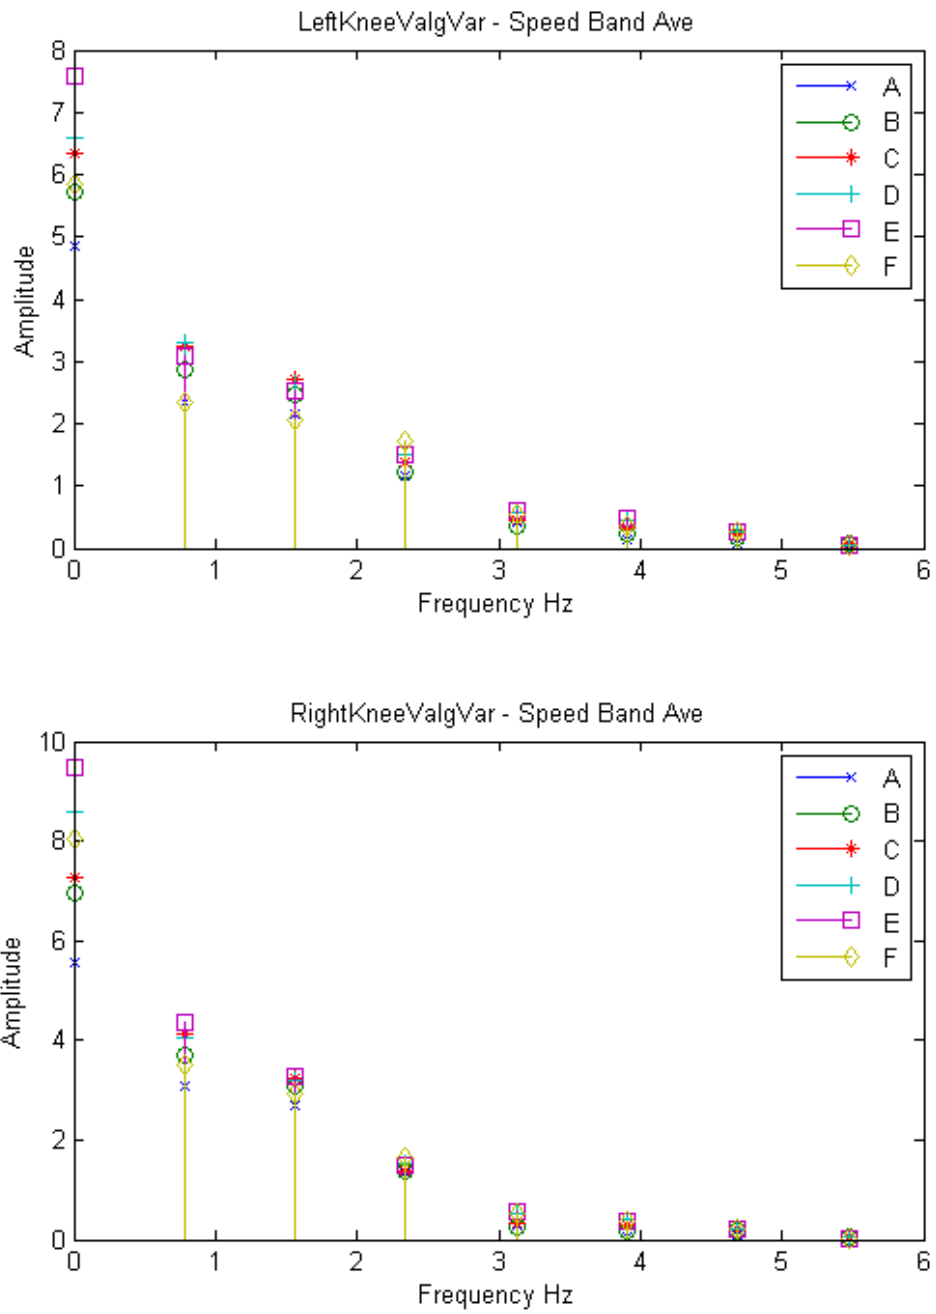 LeftKneeValgVar - Speed Band Ave
8
7
6
5
4
3
2
1
0
Amplitude
A
B
C
D
E
F
0 1 2 3 4 5 6
Frequency Hz
RightKneeValgVar - Speed Band Ave
10
8
6
4
2
0
Amplitude
A
B
C
D
E
F
0 1 2 3 4 5 6
Frequency Hz